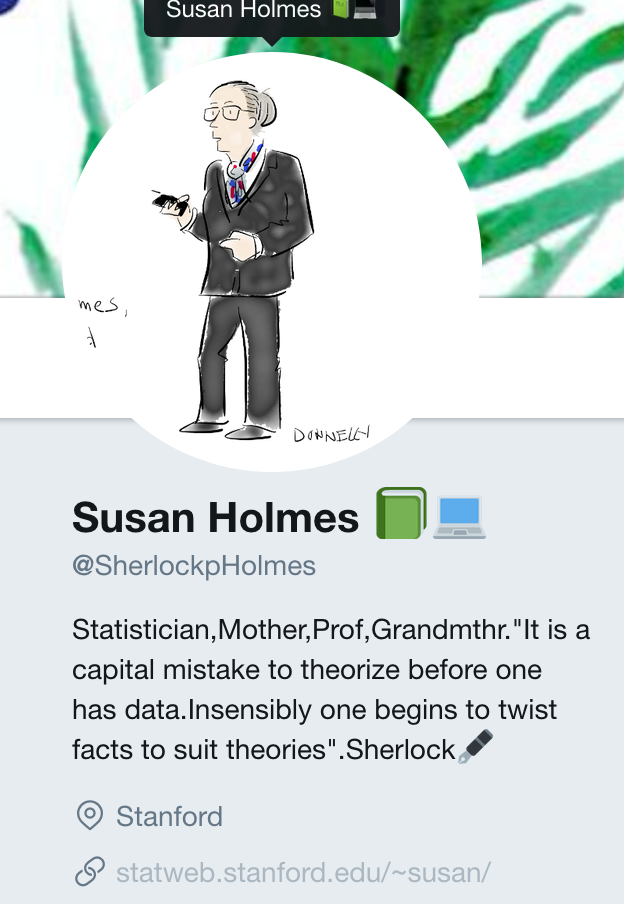 Susan Holmes 📗💻
mes,
:)
DONNELLY
Susan Holmes 📗💻
@SherlockpHolmes
Statistician,Mother,Prof,Grandmthr."It is a
capital mistake to theorize before one
has data.Insensibly one begins to twist
facts to suit theories".Sherlock🖋
Stanford
statweb.stanford.edu/~susan/